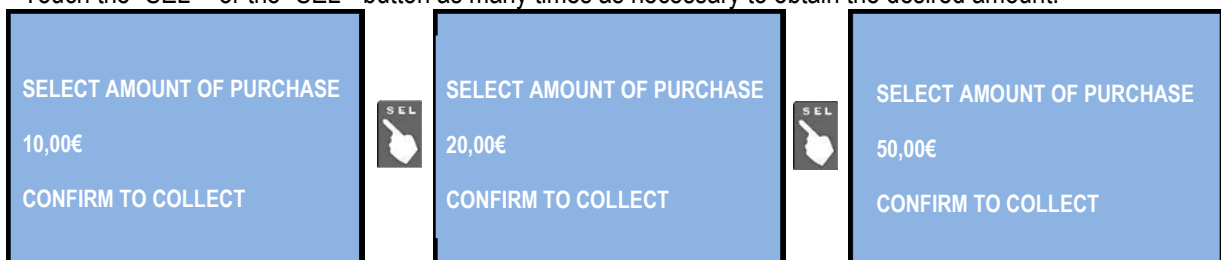 Touch the "SEL+" or the "SEL-" button as many times as necessary to obtain the desired amount:
SELECT AMOUNT OF PURCHASE
10,00€
CONFIRM TO COLLECT
SEL
SELECT AMOUNT OF PURCHASE
20,00€
CONFIRM TO COLLECT
SEL
SELECT AMOUNT OF PURCHASE
50,00€
CONFIRM TO COLLECT